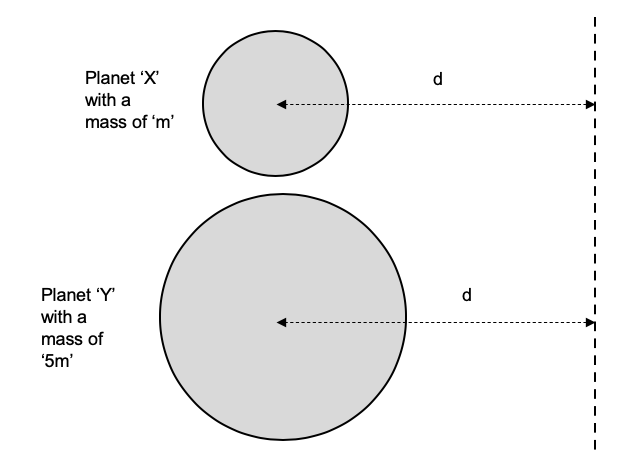 Planet ‘X’
with a
mass of ‘m’
d
Planet ‘Y’
with a
mass of
‘5m’
d